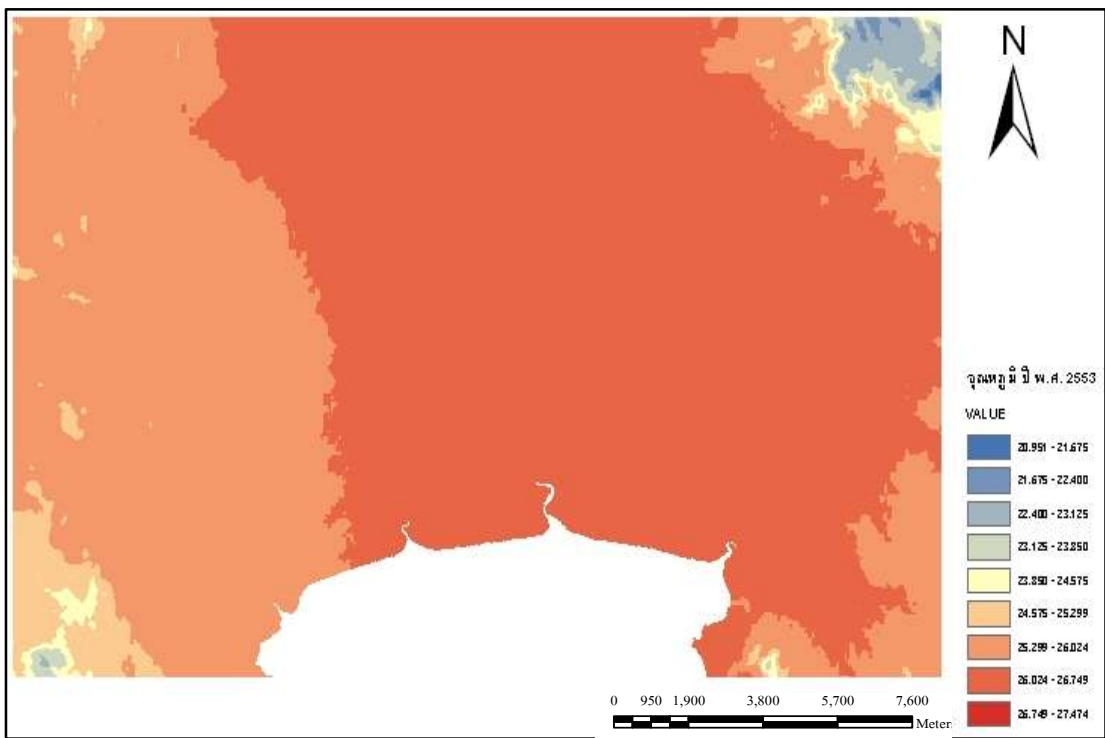 N
อุณหภูมิ ปี พ.ศ. 2553
VALUE
20.951 - 21.675
21.675 - 22.400
22.400 - 23.125
23.125 - 23.850
23.850 - 24.575
24.575 - 25.299
25.299 - 26.024
26.024 - 26.749
26.749 - 27.474
0 950 1,900 3,800 5,700 7,600
Meter